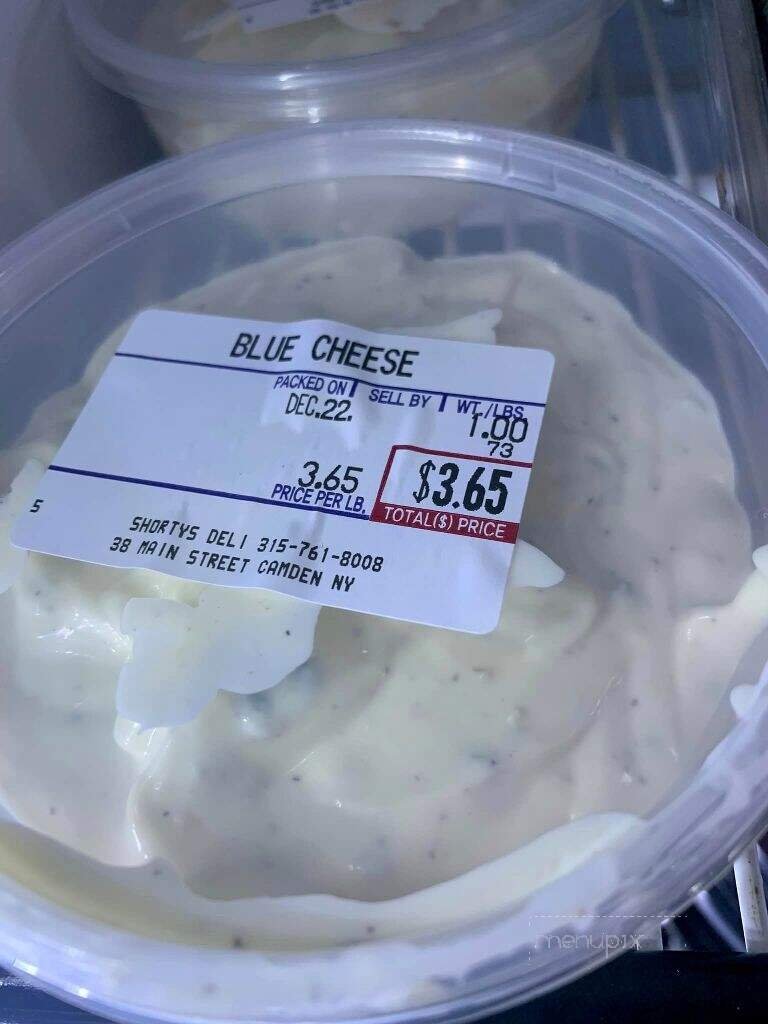 BLUE CHEESE
PACKED ON SELL BY WT./LBS.
DEC.22. 1.00
73
3.65 $3.65
PRICE PER LB. TOTAL($) PRICE
5
SHORTYS DELI 315-761-8008
38 MAIN STREET CAMDEN NY
menupix